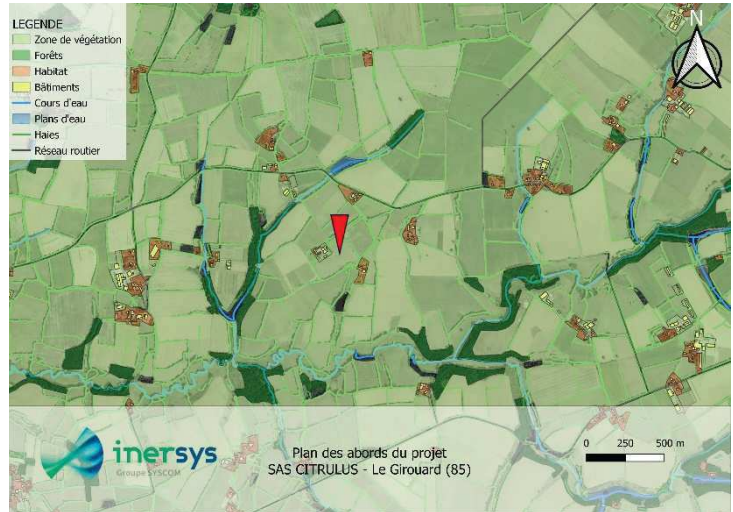 LEGENDE
Zone de végétation
Forêts
Habitat
Bâtiments
Cours d'eau
Plans d'eau
Haies
Réseau routier
N
inersys
Groupe SYSCOM
Plan des abords du projet
SAS CITRULUS - Le Girouard (85)
0 250 500 m